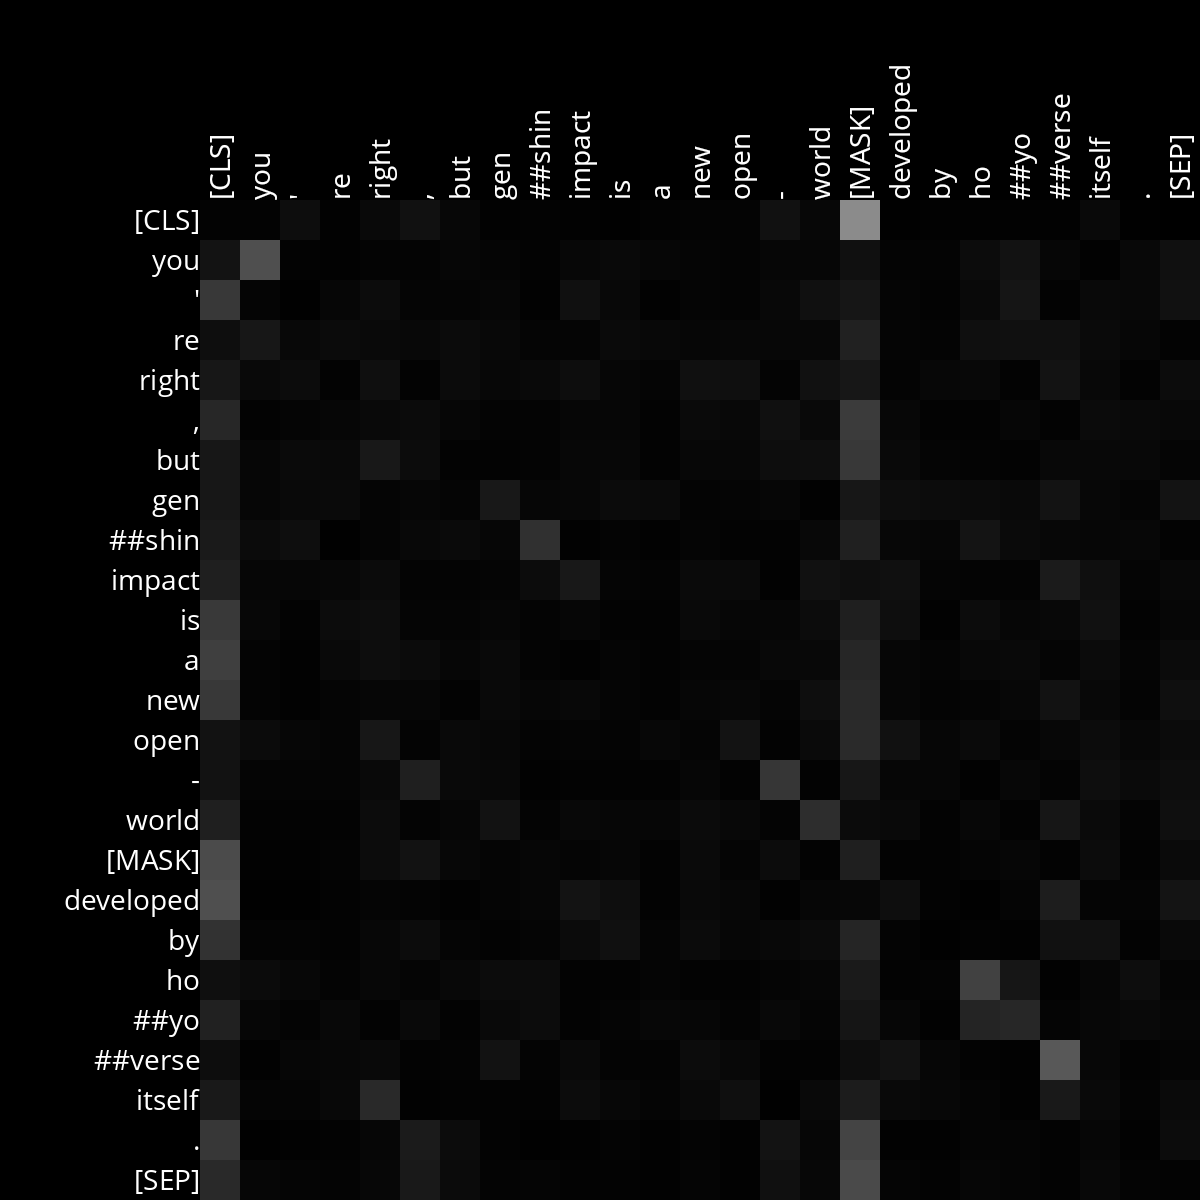 [CLS] you ' re right , but gen ##shin impact is a new open - world [MASK] developed by ho ##yo ##verse itself . [SEP]
[CLS]
you
'
re
right
,
but
gen
##shin
impact
is
a
new
open
-
world
[MASK]
developed
by
ho
##yo
##verse
itself
.
[SEP]